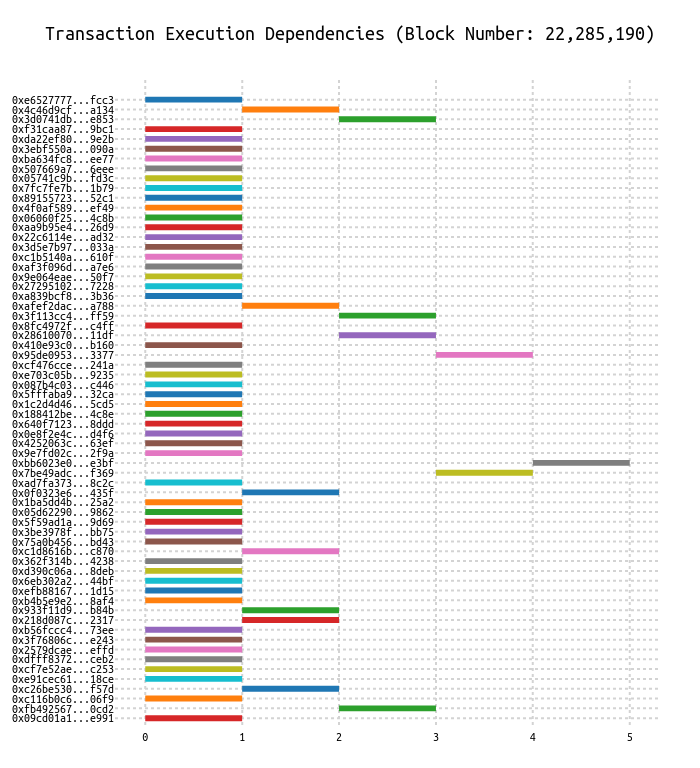 Transaction Execution Dependencies (Block Number: 22,285,190)
0xe6527777...fcc3
0x4c46d9cf...a134
0x3d0741db...e853
0xf31caa87...9bc1
0xda22ef80...9e2b
0x3ebf550a...090a
0xba634fc8...ee77
0x507669a7...6eee
0x05741c9b...fd3c
0x7fc7fe7b...1b79
0x89155723...52c1
0x4f0af589...ef49
0x06060f25...4c8b
0xaa9b95e4...26d9
0x22c6114e...ad32
0x3d5e7b97...033a
0xc1b5140a...610f
0xaf3f096d...a7e6
0x9e064eae...50f7
0x27295102...7228
0xa839bcf8...3b36
0xafef2dac...a788
0x3f113cc4...ff59
0x8fc4972f...c4ff
0x28610070...11df
0x410e93c0...b160
0x95de0953...3377
0xcf476cce...241a
0xe703c05b...9235
0x087b4c03...c446
0x5fffaba9...32ca
0x1c2d4d46...5cd5
0x188412be...4c8e
0x640f7123...8ddd
0x0e8f2e4c...d4f6
0x4252063c...63ef
0x9e7fd02c...2f9a
0xbb6023e0...e3bf
0x7be49adc...f369
0xad7fa373...8c2c
0x0f0323e6...435f
0x1ba5dd4b...25a2
0x05d62290...9862
0x5f59ad1a...9d69
0x3be3978f...bb75
0x75a0b456...bd43
0xc1d8616b...c870
0x362f314b...4238
0xd390c06a...8deb
0x6eb302a2...44bf
0xefb88167...1d15
0xb4b5e9e2...8af4
0x933f11d9...b84b
0x218d087c...2317
0xb56fccc4...73ee
0x3f76806c...e243
0x2579dcae...effd
0xdfff8372...ceb2
0xcf7e52ae...c253
0xe91cec61...18ce
0xc26be530...f57d
0xc116b0c6...06f9
0xfb492567...0cd2
0x09cd01a1...e991
0 1 2 3 4 5